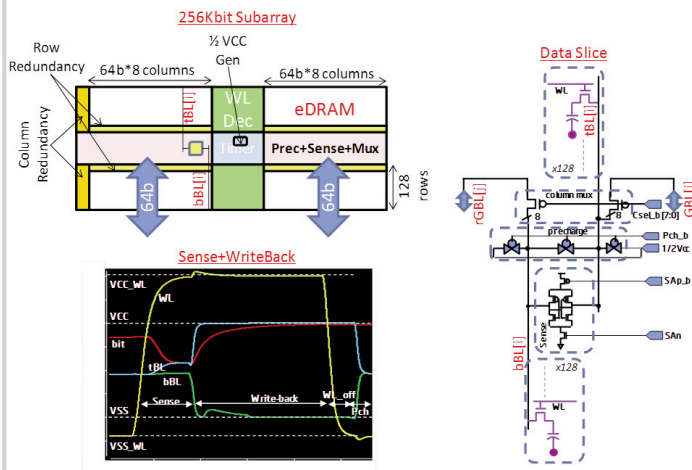 256Kbit Subarray
Row
Redundancy
64b*8 columns
½ VCC
Gen
64b*8 columns
Column
Redundancy
tBL[i]
WL
Dec
eDRAM
Timer
Prec+Sense+Mux
bBL[i]
64b
64b
128
rows
Sense+WriteBack
VCC_WL
WL
VCC
bit
tBL
bBL
Sense
Write-back
WL_off
VSS
Pch
VSS_WL
Data Slice
WL
tBL[i]
x128
rGBL[j]
column mux
GBL[j]
8
8
Csel_b [7:0]
precharge
Pch_b
1/2Vcc
SAp_b
Sense
SAn
bBL[i]
x128
WL